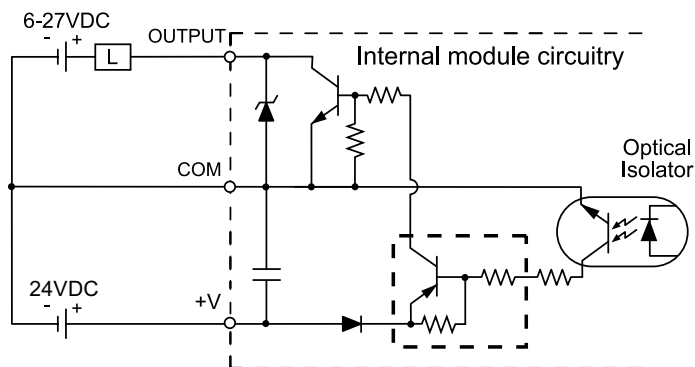 6-27VDC
- +
L
OUTPUT
Internal module circuitry
COM
Optical
Isolator
24VDC
- +
+V